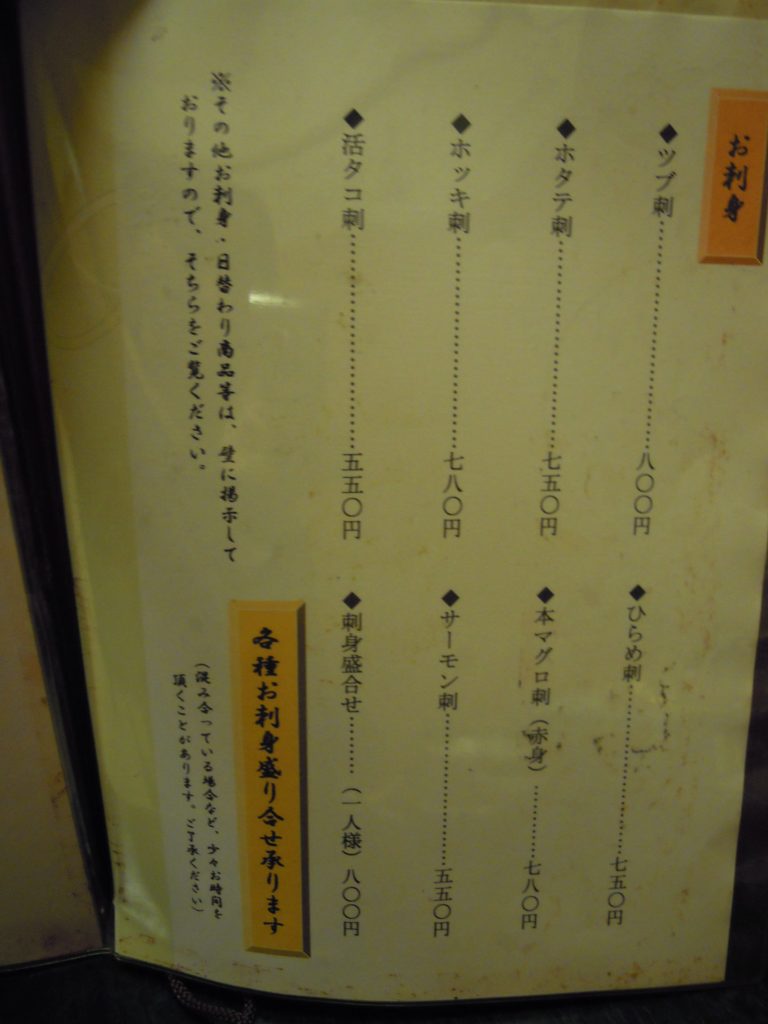 お刺身
◆ツブ刺……………………八〇〇円
◆ホタテ刺……………………七五〇円
◆ホッキ刺……………………七八〇円
◆活タコ刺……………………五五〇円
◆ひらめ刺……………………七五〇円
◆本マグロ刺（赤身）…………七八〇円
◆サーモン刺……………………五五〇円
◆刺身盛合せ…………（一人様）八〇〇円
※その他お刺身・日替わり商品等は、壁に掲示して
おりますので、そちらをご覧ください。
各種お刺身盛り合せ承ります
（混み合っている場合など、少々お時間を
頂くことがあります。ご了承ください）